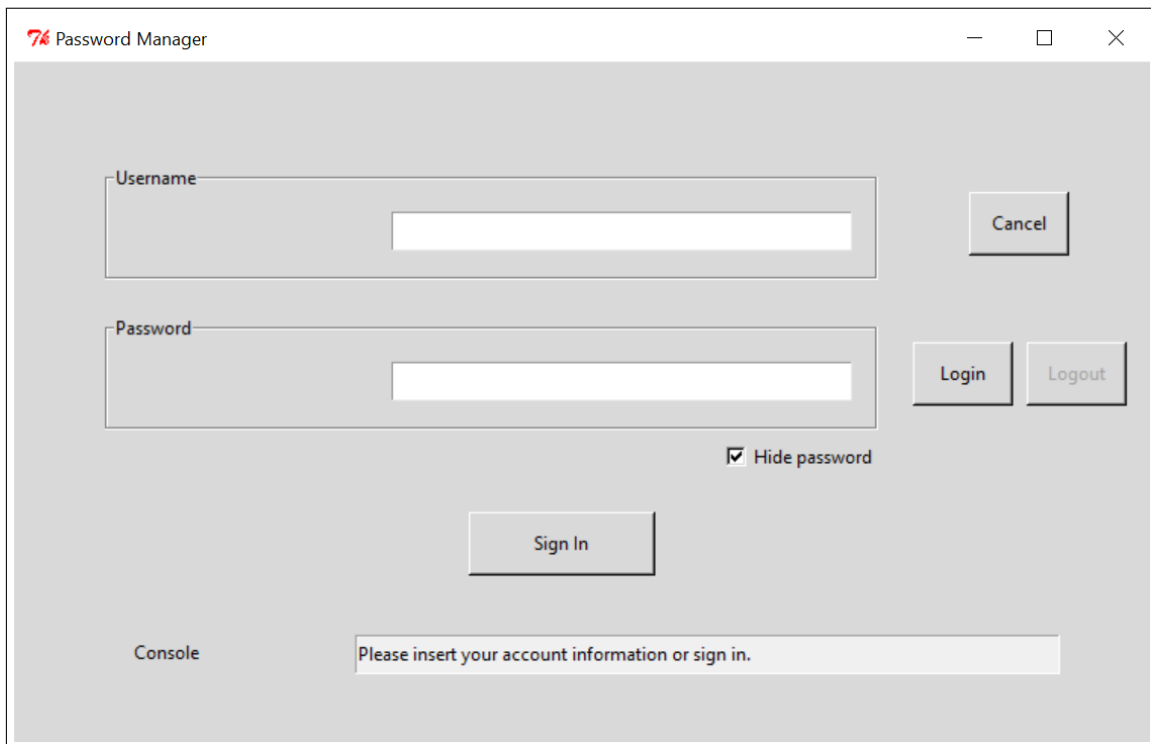 Password Manager
Username
Cancel
Password
Login
Logout
Hide password
Sign In
Console
Please insert your account information or sign in.